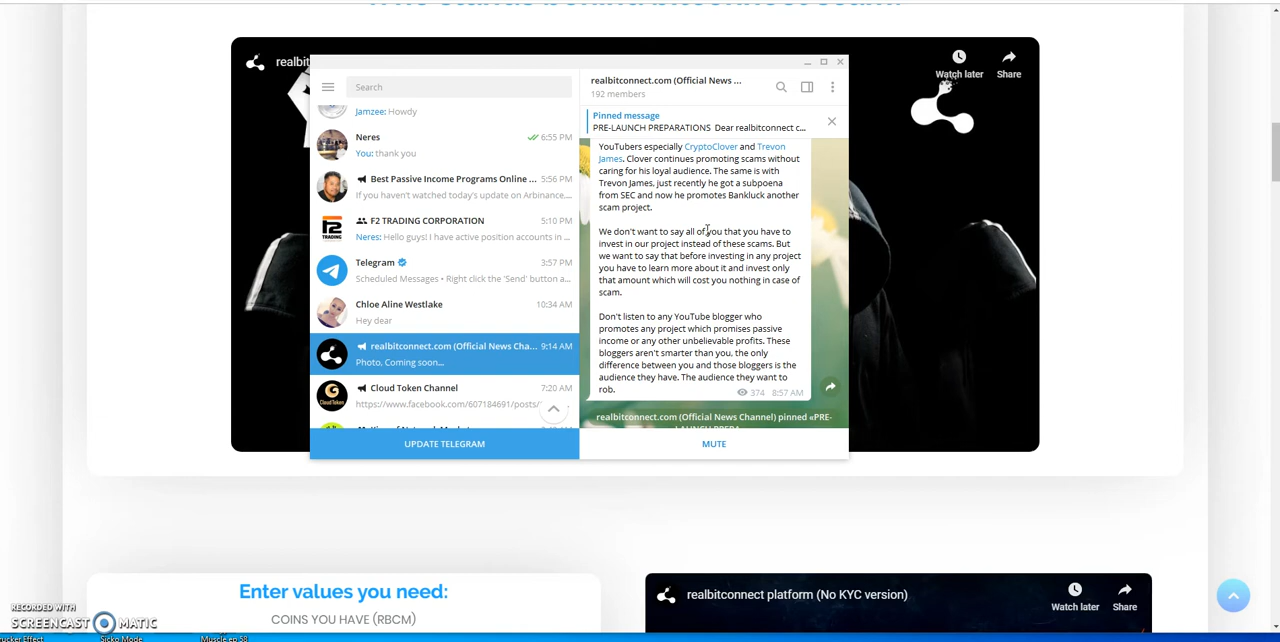 realbi
Watch later
Share
Search
realbitconnect.com (Official News ...
192 members
Pinned message
PRE-LAUNCH PREPARATIONS Dear realbitconnect c...
Jamzee: Howdy
Neres
6:55 PM
You: thank you
Best Passive Income Programs Online ...
5:56 PM
If you haven't watched today's update on Arbinance,...
F2 TRADING CORPORATION
5:10 PM
Neres: Hello guys! I have active position accounts in ...
Telegram
3:57 PM
Scheduled Messages • Right click the 'Send' button a...
Chloe Aline Westlake
10:34 AM
Hey dear
realbitconnect.com (Official News Cha...
9:14 AM
Photo, Coming soon...
Cloud Token Channel
7:20 AM
https://www.facebook.com/607184691/posts/
UPDATE TELEGRAM
YouTubers especially CryptoClover and Trevon
James. Clover continues promoting scams without
caring for his loyal audience. The same is with
Trevon James, just recently he got a subpoena
from SEC and now he promotes Bankluck another
scam project.
We don't want to say all of you that you have to
invest in our project instead of these scams. But
we want to say that before investing in any project
you have to learn more about it and invest only
that amount which will cost you nothing in case of
scam.
Don't listen to any YouTube blogger who
promotes any project which promises passive
income or any other unbelievable profits. These
bloggers aren't smarter than you, the only
difference between you and those bloggers is the
audience they have. The audience they want to
rob.
374 8:57 AM
realbitconnect.com (Official News Channel) pinned «PRE-
MUTE
Enter values you need:
COINS YOU HAVE (RBCM)
realbitconnect platform (No KYC version)
Watch later
Share
RECORDED WITH
SCREENCAST MATIC
Sicko Mode